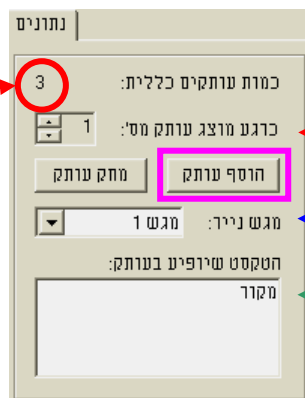 נתונים
כמות עותקים כללית: 3
כרגע מוצג עותק מס': 1
הוסף עותק מחק עותק
מגש נייר: מגש 1
הטקסט שיופיע בעותק:
מקור